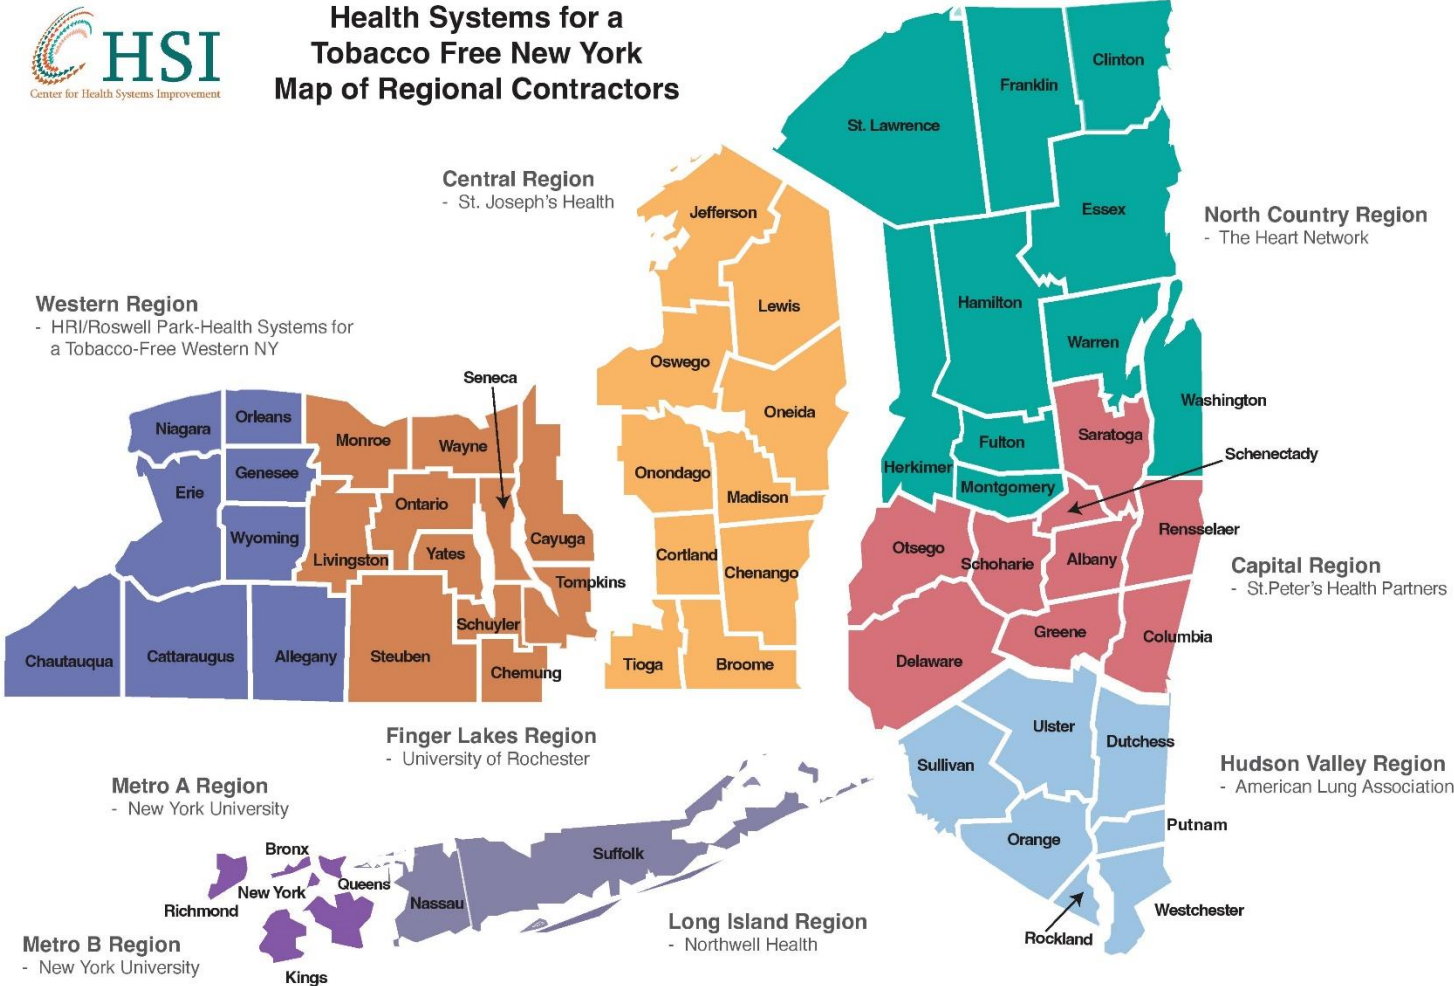 HSI
Center for Health Systems Improvement
Health Systems for a
Tobacco Free New York
Map of Regional Contractors
Central Region
- St. Joseph's Health
Western Region
- HRI/Roswell Park-Health Systems for
a Tobacco-Free Western NY
North Country Region
- The Heart Network
Clinton
Franklin
St. Lawrence
Essex
Hamilton
Warren
Washington
Fulton
Herkimer
Montgomery
Jefferson
Lewis
Oswego
Oneida
Onondago
Madison
Cortland
Chenango
Tioga
Broome
Seneca
Niagara
Orleans
Genesee
Erie
Wyoming
Chautauqua
Cattaraugus
Allegany
Monroe
Wayne
Ontario
Livingston
Yates
Cayuga
Tompkins
Schuyler
Steuben
Chemung
Saratoga
Schenectady
Rensselaer
Otsego
Schoharie
Albany
Greene
Columbia
Delaware
Capital Region
- St.Peter's Health Partners
Finger Lakes Region
- University of Rochester
Ulster
Dutchess
Sullivan
Orange
Putnam
Westchester
Rockland
Hudson Valley Region
- American Lung Association
Metro A Region
- New York University
Bronx
New York
Queens
Richmond
Kings
Metro B Region
- New York University
Nassau
Suffolk
Long Island Region
- Northwell Health